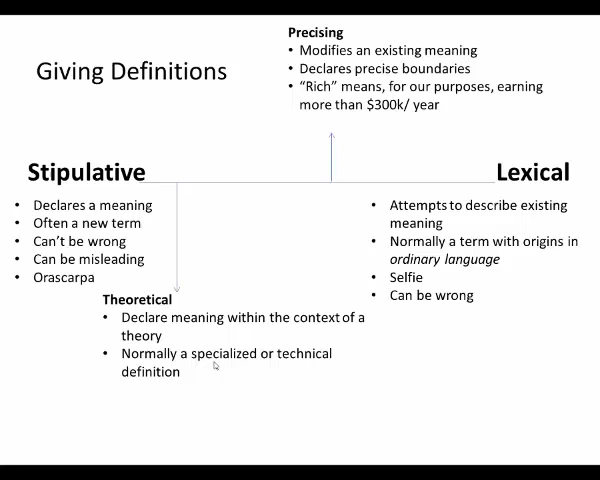 Giving Definitions
Precising
• Modifies an existing meaning
• Declares precise boundaries
• “Rich” means, for our purposes, earning
more than $300k/ year
Stipulative
• Declares a meaning
• Often a new term
• Can’t be wrong
• Can be misleading
• Orascarpa
Lexical
• Attempts to describe existing
meaning
• Normally a term with origins in
ordinary language
• Selfie
• Can be wrong
Theoretical
• Declare meaning within the context of a
theory
• Normally a specialized or technical
definition